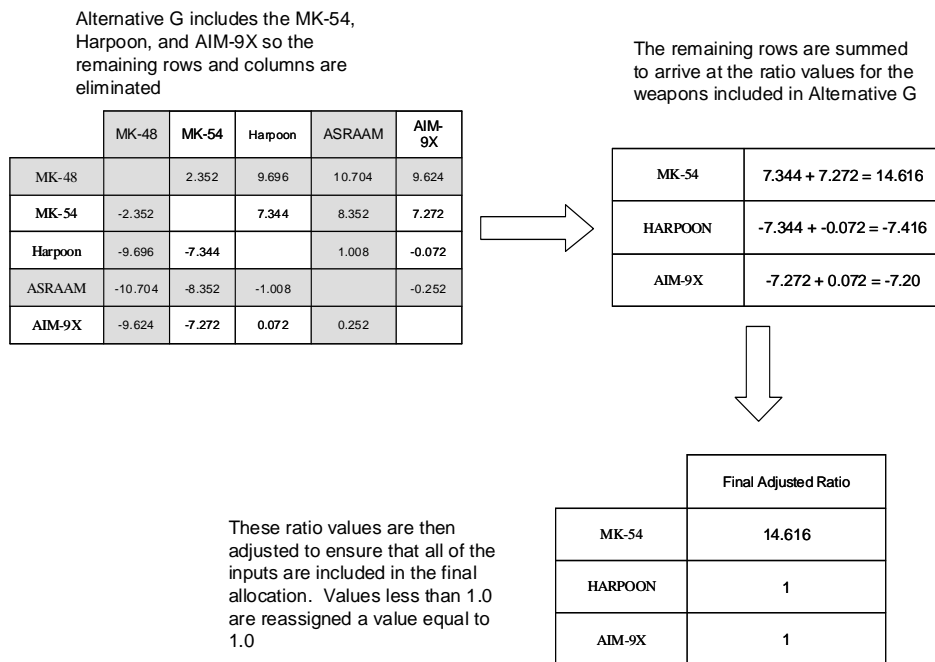 Alternative G includes the MK-54,
Harpoon, and AIM-9X so the
remaining rows and columns are
eliminated
The remaining rows are summed
to arrive at the ratio values for the
weapons included in Alternative G
MK-48 MK-54 Harpoon ASRAAM AIM-
9X
MK-48 2.352 9.696 10.704 9.624
MK-54 -2.352 7.344 8.352 7.272
Harpoon -9.696 -7.344 1.008 -0.072
ASRAAM -10.704 -8.352 -1.008 -0.252
AIM-9X -9.624 -7.272 0.072 0.252
MK-54 7.344 + 7.272 = 14.616
HARPOON -7.344 + -0.072 = -7.416
AIM-9X -7.272 + 0.072 = -7.20
These ratio values are then
adjusted to ensure that all of the
inputs are included in the final
allocation. Values less than 1.0
are reassigned a value equal to
1.0
Final Adjusted Ratio
MK-54 14.616
HARPOON 1
AIM-9X 1